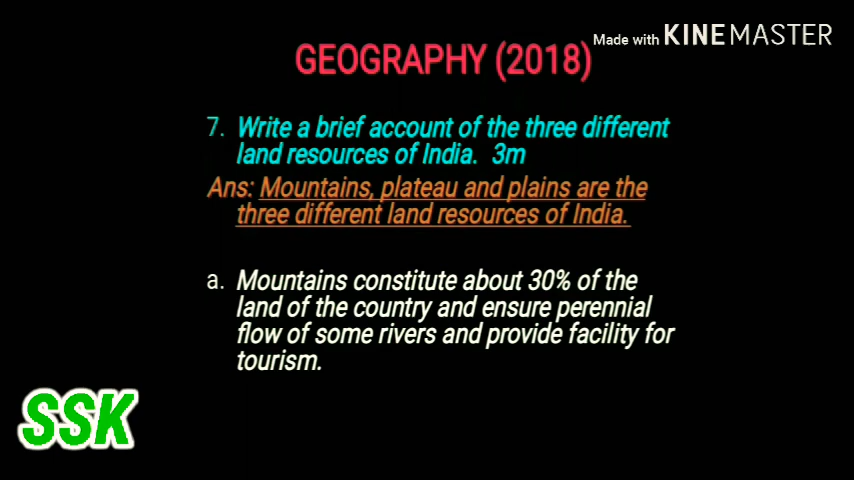 Made with KINEMASTER
GEOGRAPHY (2018)
7. Write a brief account of the three different
land resources of India. 3m
Ans: Mountains, plateau and plains are the
three different land resources of India.
a. Mountains constitute about 30% of the
land of the country and ensure perennial
flow of some rivers and provide facility for
tourism.
SSK